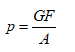 p = GF/A